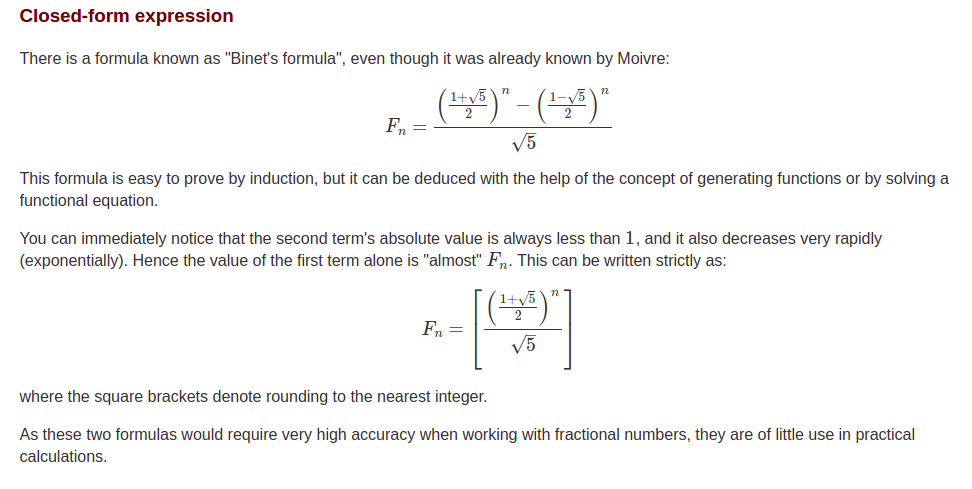 Closed-form expression
There is a formula known as "Binet's formula", even though it was already known by Moivre:
$$F_n = \frac{\left(\frac{1+\sqrt{5}}{2}\right)^n - \left(\frac{1-\sqrt{5}}{2}\right)^n}{\sqrt{5}}$$
This formula is easy to prove by induction, but it can be deduced with the help of the concept of generating functions or by solving a
functional equation.
You can immediately notice that the second term's absolute value is always less than $1$, and it also decreases very rapidly
(exponentially). Hence the value of the first term alone is "almost" $F_n$. This can be written strictly as:
$$F_n = \left[\frac{\left(\frac{1+\sqrt{5}}{2}\right)^n}{\sqrt{5}}\right]$$
where the square brackets denote rounding to the nearest integer.
As these two formulas would require very high accuracy when working with fractional numbers, they are of little use in practical
calculations.